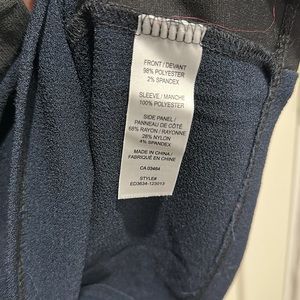 FRONT / DEVANT
98% POLYESTER
2% SPANDEX
SLEEVE / MANCHE
100% POLYESTER
SIDE PANEL /
PANNEAU DE CÔTÉ
68% RAYON / RAYONNE
28% NYLON
4% SPANDEX
MADE IN CHINA /
FABRIQUÉ EN CHINE
CA 03464
STYLE#
ED3634-123013